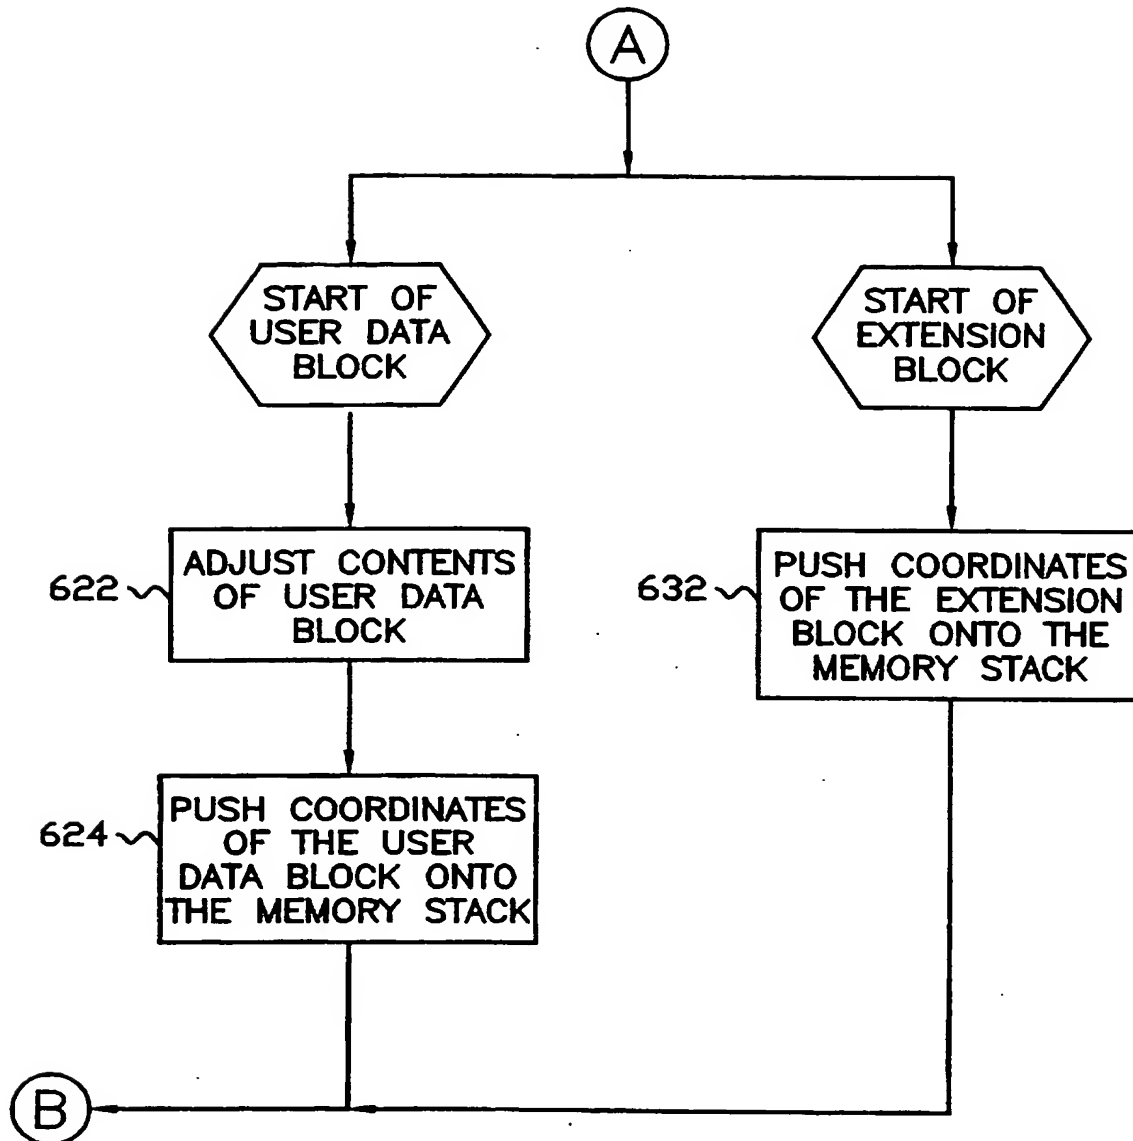 A
START OF
USER DATA
BLOCK
START OF
EXTENSION
BLOCK
622
ADJUST CONTENTS
OF USER DATA
BLOCK
632
PUSH COORDINATES
OF THE EXTENSION
BLOCK ONTO THE
MEMORY STACK
624
PUSH COORDINATES
OF THE USER
DATA BLOCK ONTO
THE MEMORY STACK
B